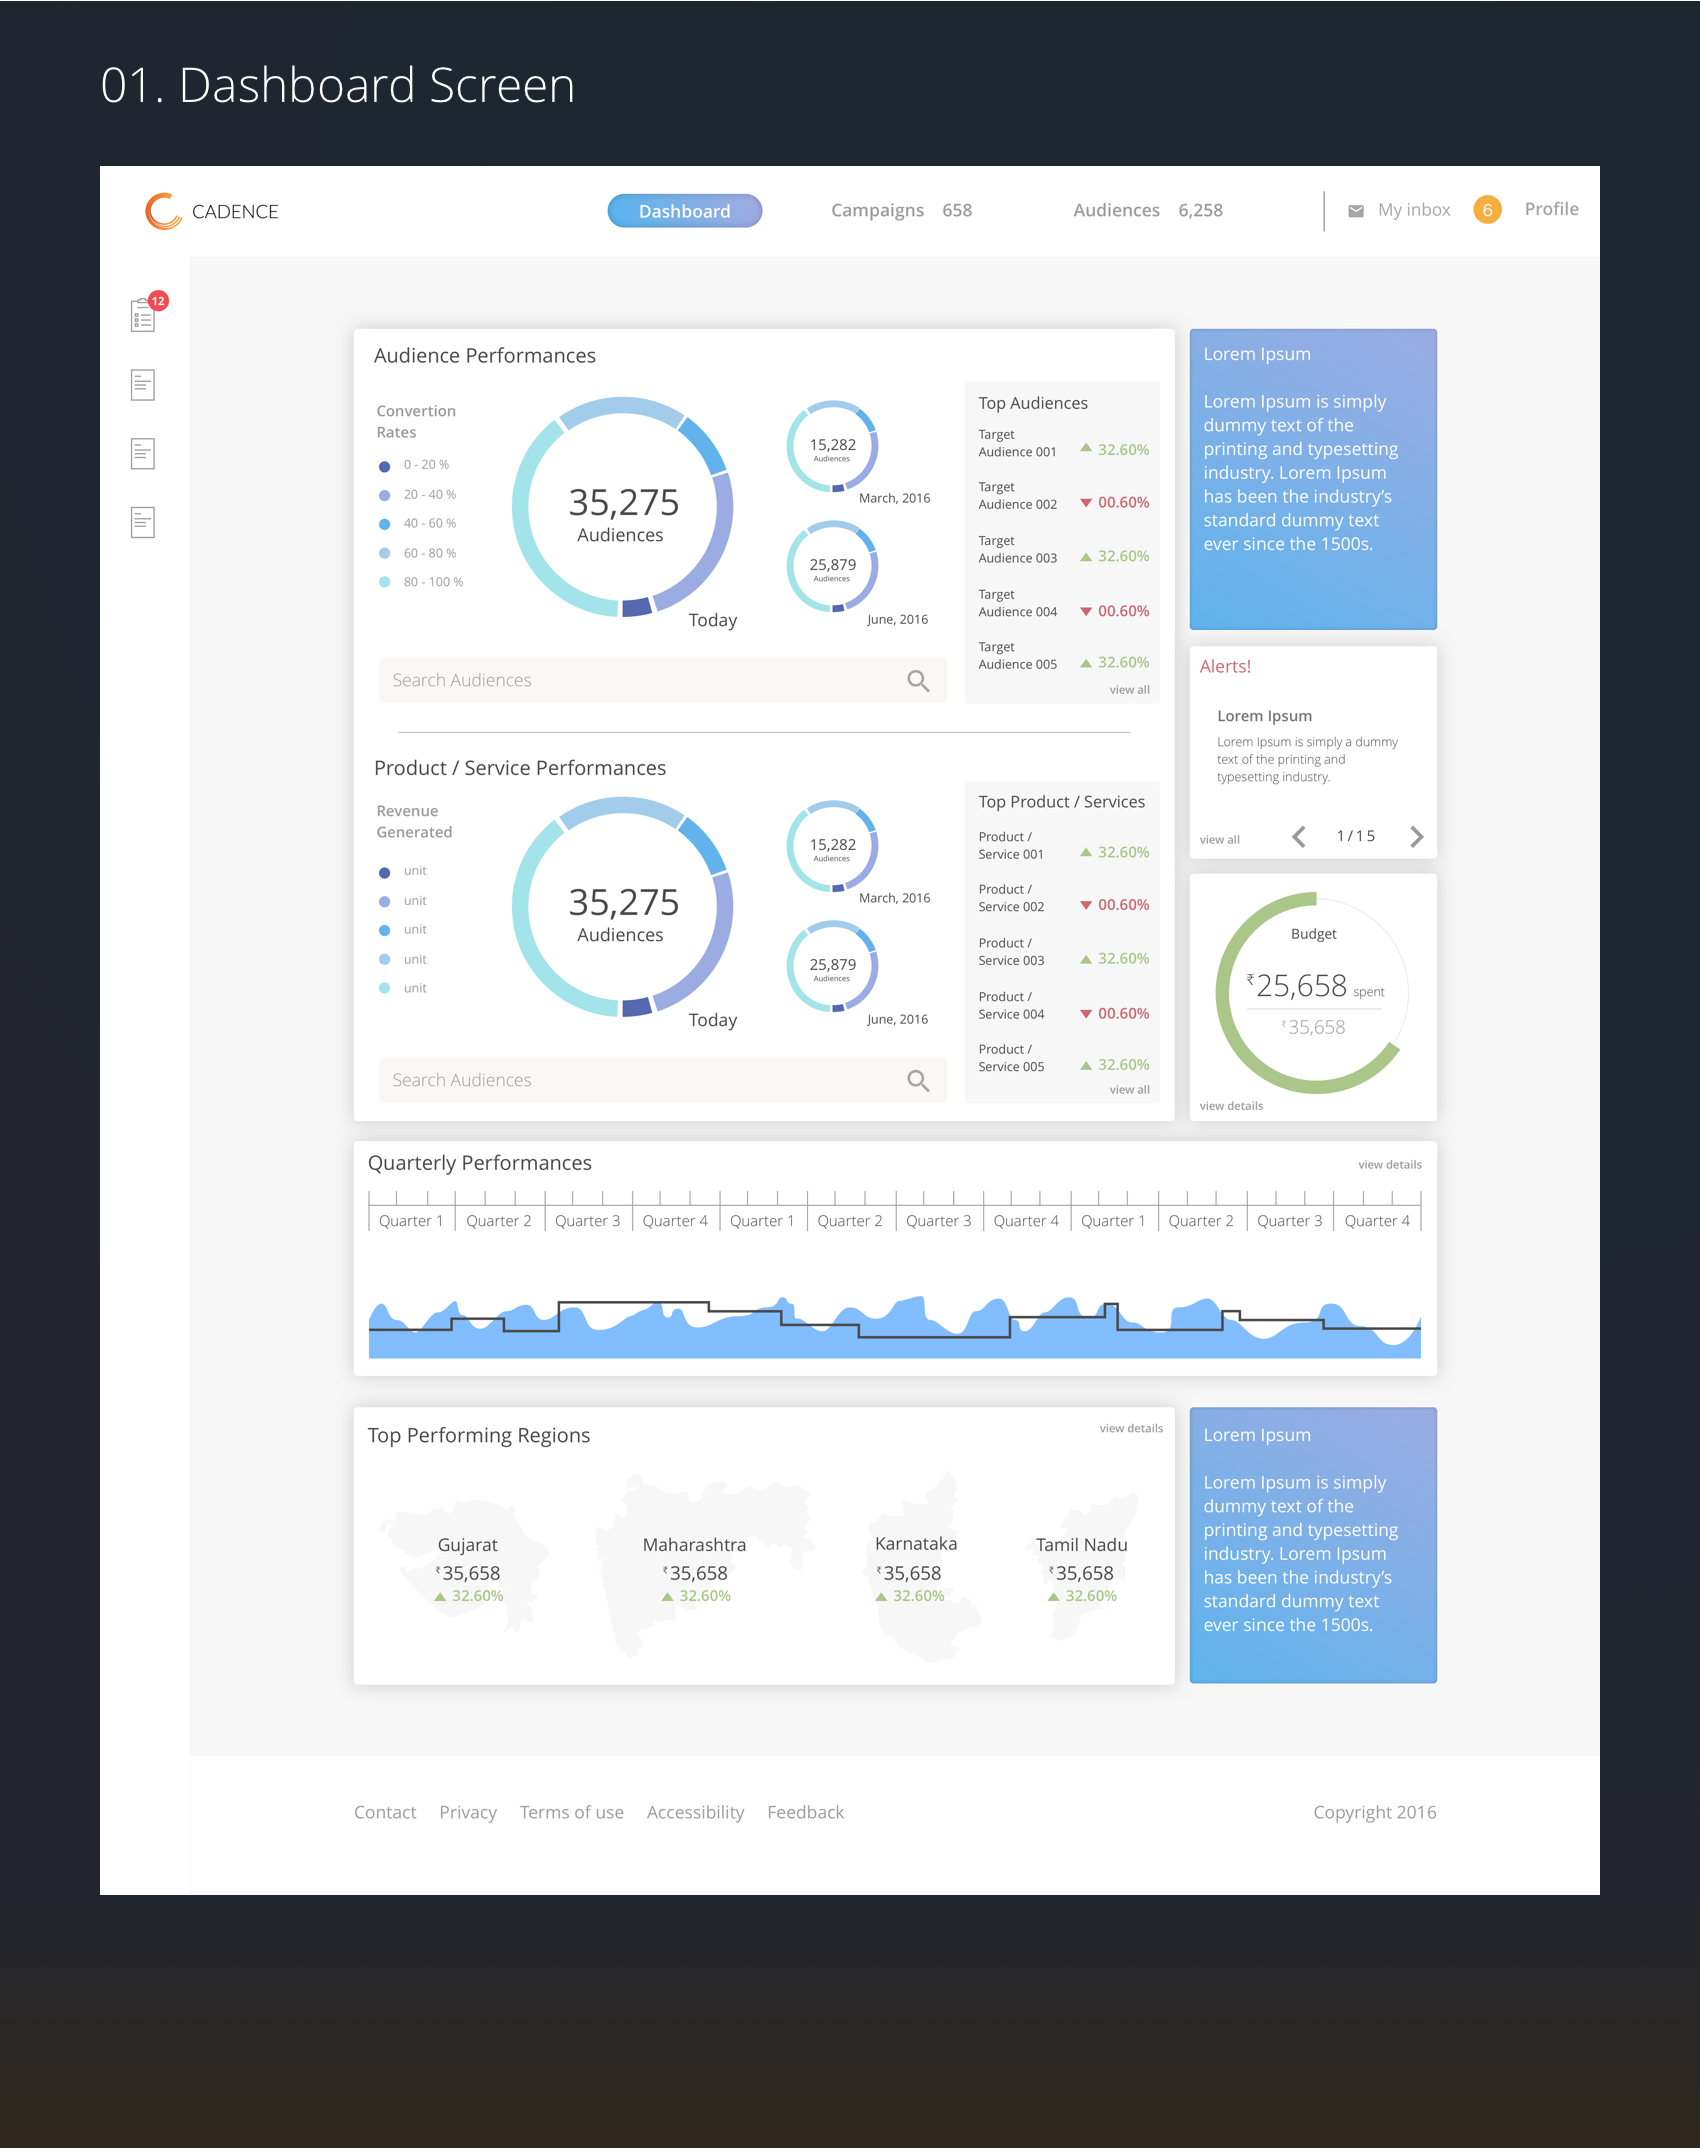 01. Dashboard Screen
CADENCE
Dashboard
Campaigns 658
Audiences 6,258
My inbox 6
Profile
12
Audience Performances
Convertion
Rates
0 - 20 %
20 - 40 %
40 - 60 %
60 - 80 %
80 - 100 %
35,275
Audiences
Today
15,282
Audiences
March, 2016
25,879
Audiences
June, 2016
Search Audiences
Top Audiences
Target
Audience 001 32.60%
Target
Audience 002 00.60%
Target
Audience 003 32.60%
Target
Audience 004 00.60%
Target
Audience 005 32.60%
view all
Lorem Ipsum
Lorem Ipsum is simply
dummy text of the
printing and typesetting
industry. Lorem Ipsum
has been the industry’s
standard dummy text
ever since the 1500s.
Alerts!
Lorem Ipsum
Lorem Ipsum is simply a dummy
text of the printing and
typesetting industry.
view all
1/15
Product / Service Performances
Revenue
Generated
unit
unit
unit
unit
unit
35,275
Audiences
Today
15,282
Audiences
March, 2016
25,879
Audiences
June, 2016
Search Audiences
Top Product / Services
Product /
Service 001 32.60%
Product /
Service 002 00.60%
Product /
Service 003 32.60%
Product /
Service 004 00.60%
Product /
Service 005 32.60%
view all
Budget
₹25,658 spent
₹35,658
view details
Quarterly Performances
view details
Quarter 1 Quarter 2 Quarter 3 Quarter 4 Quarter 1 Quarter 2 Quarter 3 Quarter 4 Quarter 1 Quarter 2 Quarter 3 Quarter 4
Top Performing Regions
view details
Gujarat
₹35,658
32.60%
Maharashtra
₹35,658
32.60%
Karnataka
₹35,658
32.60%
Tamil Nadu
₹35,658
32.60%
Lorem Ipsum
Lorem Ipsum is simply
dummy text of the
printing and typesetting
industry. Lorem Ipsum
has been the industry’s
standard dummy text
ever since the 1500s.
Contact Privacy Terms of use Accessibility Feedback
Copyright 2016